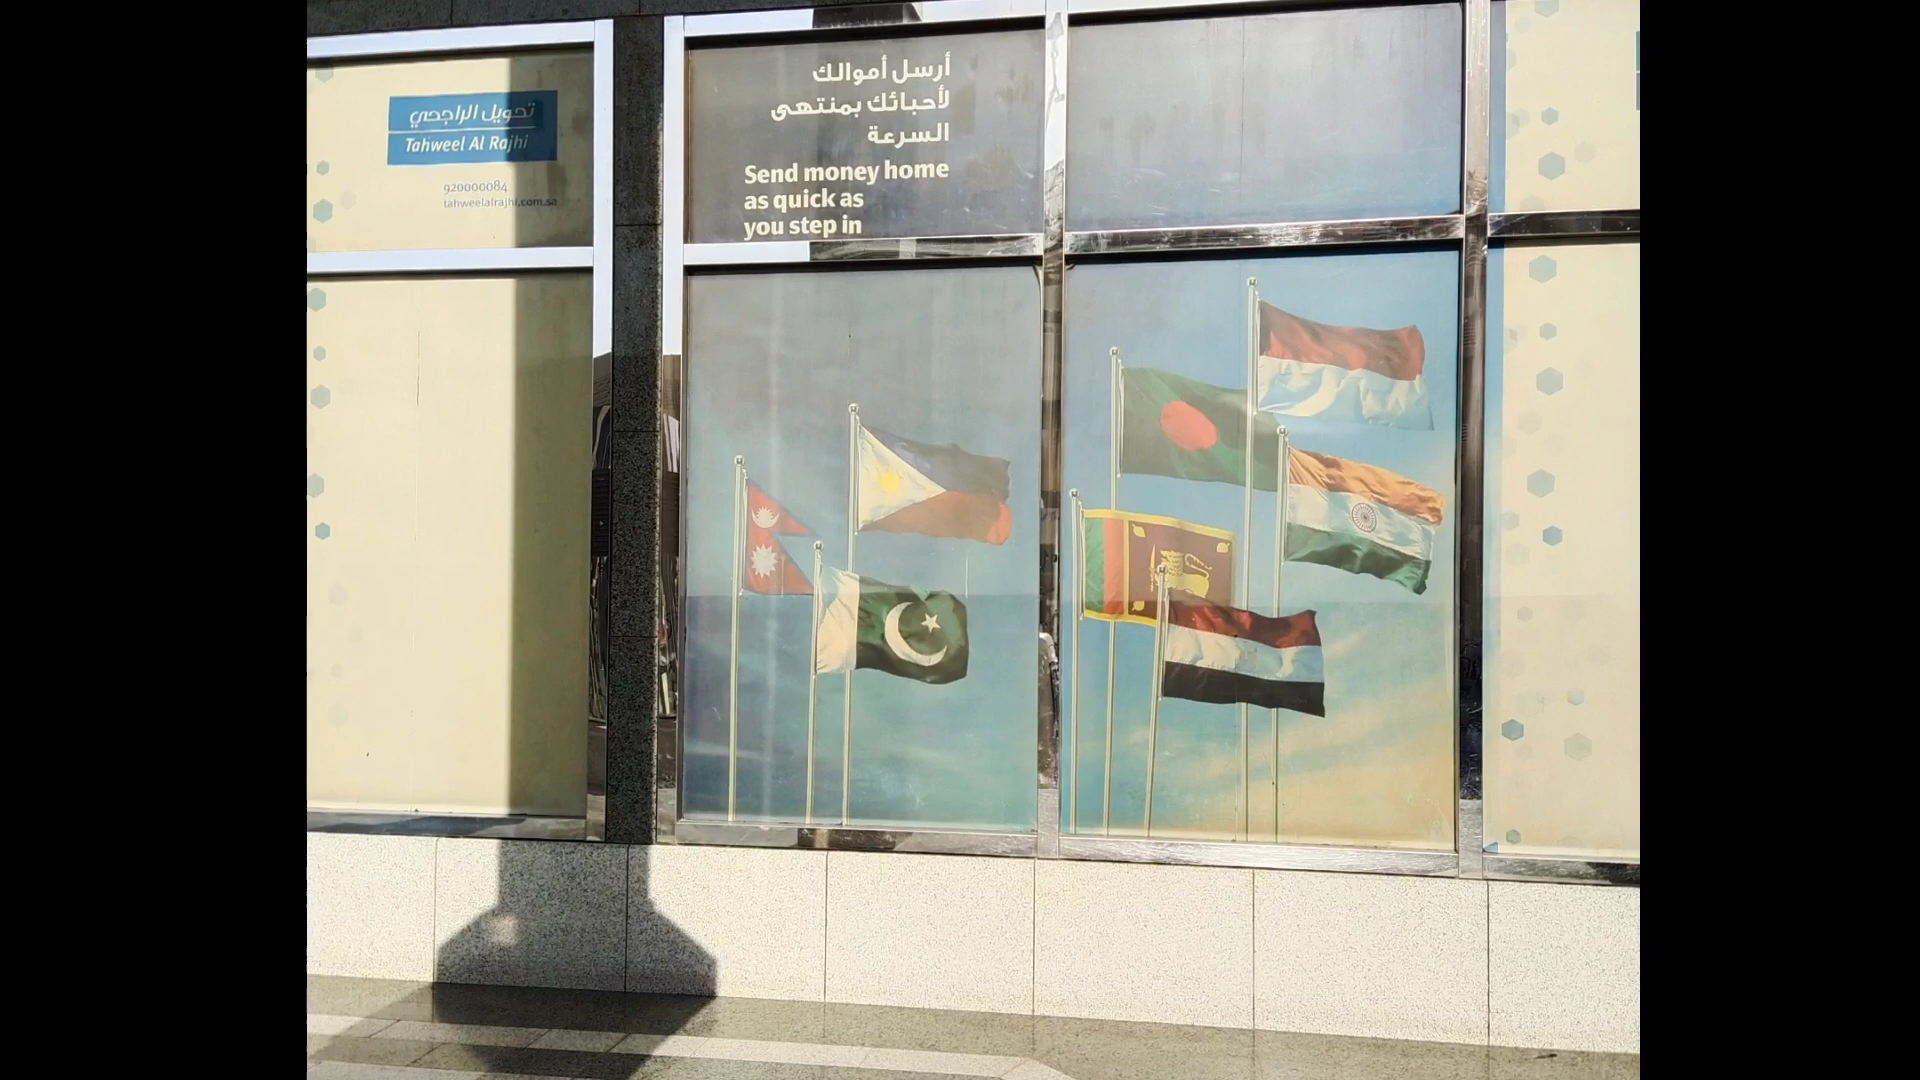 تحويل الراجحي
Tahweel Al Rajhi
920000084
tahweelalrajhi.com.sa
أرسل أموالك
لأحبائك بمنتهى
السرعة
Send money home
as quick as
you step in